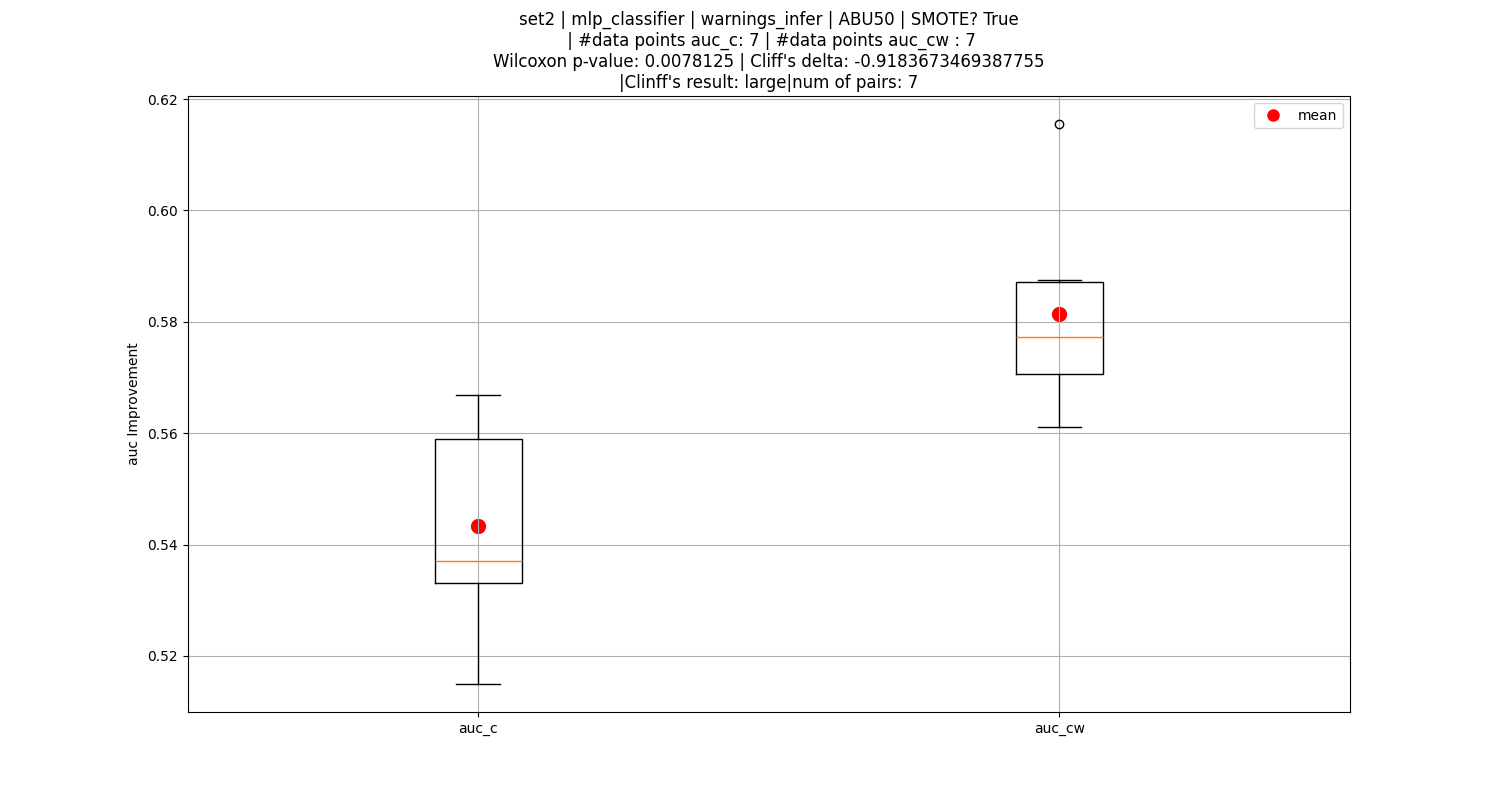 set2 | mlp_classifier | warnings_infer | ABU50 | SMOTE? True
| #data points auc_c: 7 | #data points auc_cw : 7
Wilcoxon p-value: 0.0078125 | Cliff's delta: -0.9183673469387755
|Clinff's result: large|num of pairs: 7
mean
0.62
0.60
0.58
0.56
0.54
0.52
auc Improvement
auc_c
auc_cw